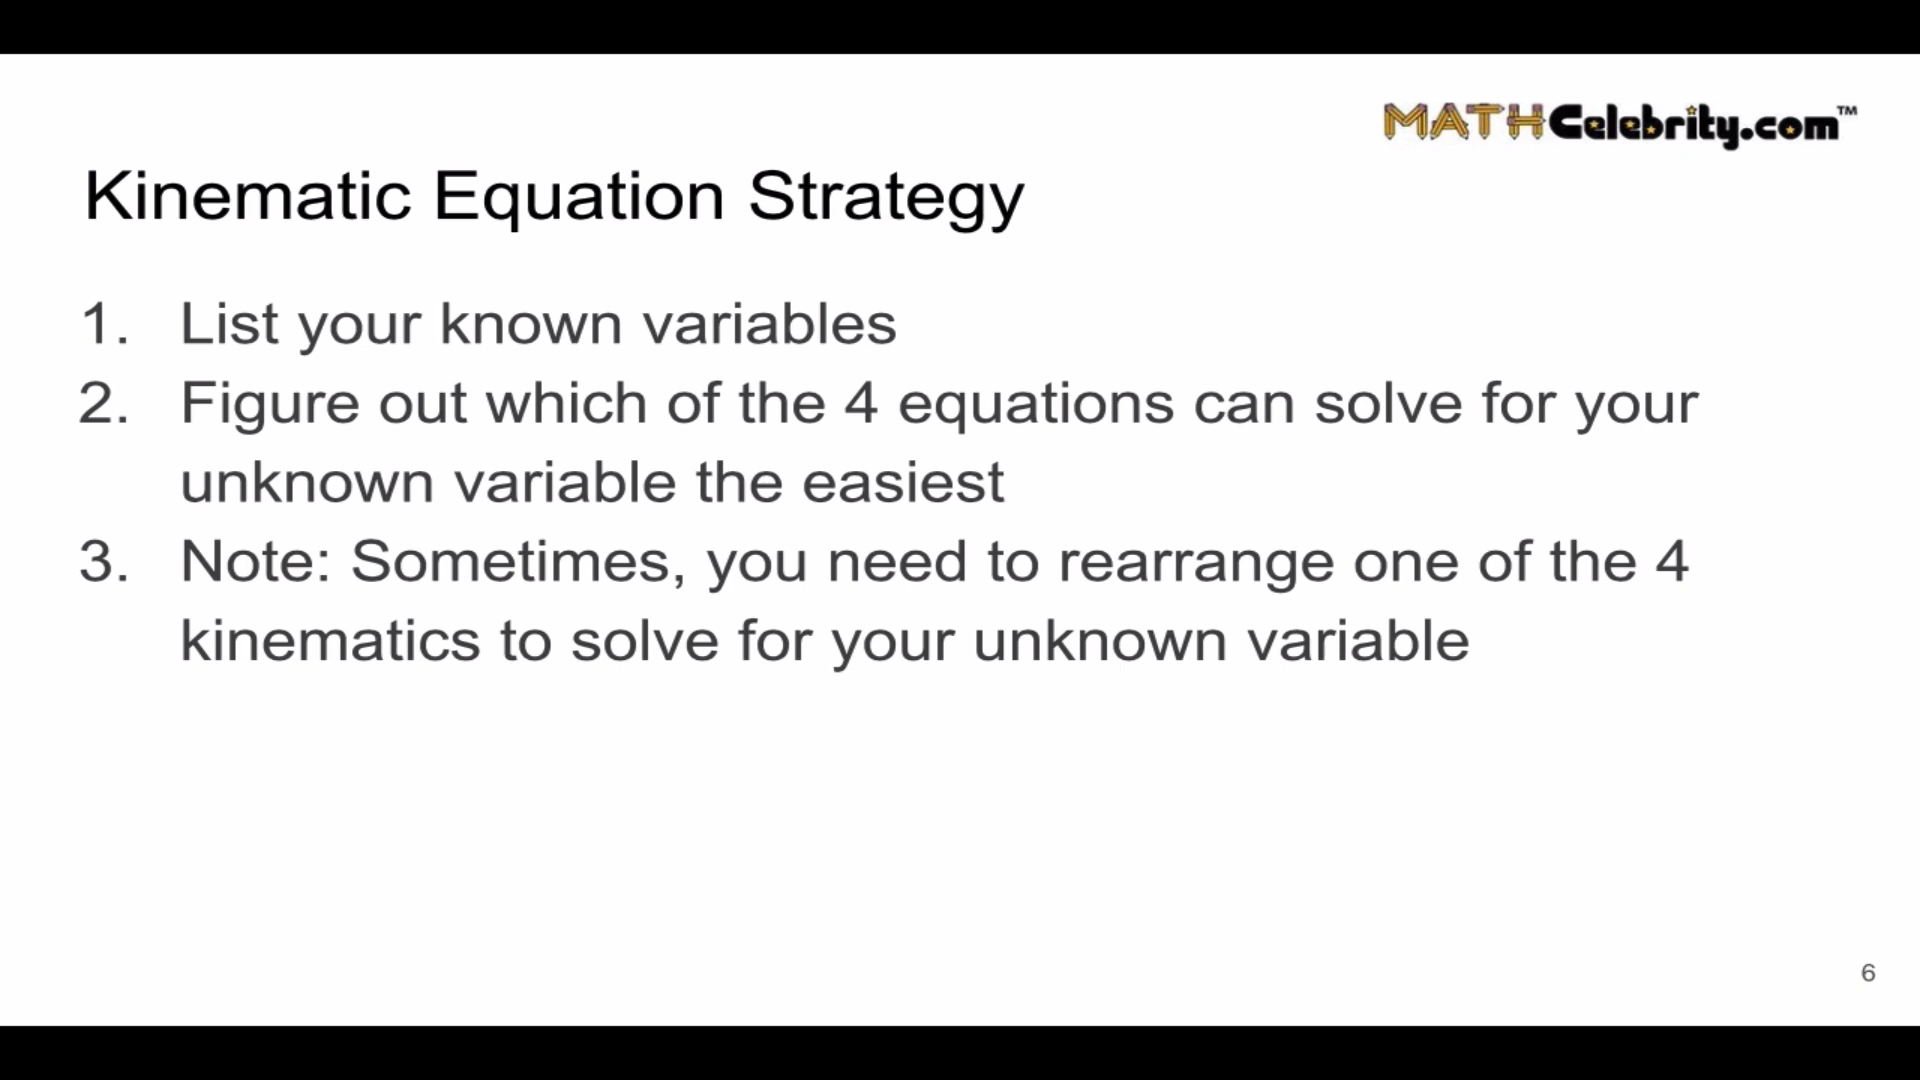 MATHCelebrity.com™
Kinematic Equation Strategy
1. List your known variables
2. Figure out which of the 4 equations can solve for your
unknown variable the easiest
3. Note: Sometimes, you need to rearrange one of the 4
kinematics to solve for your unknown variable
6